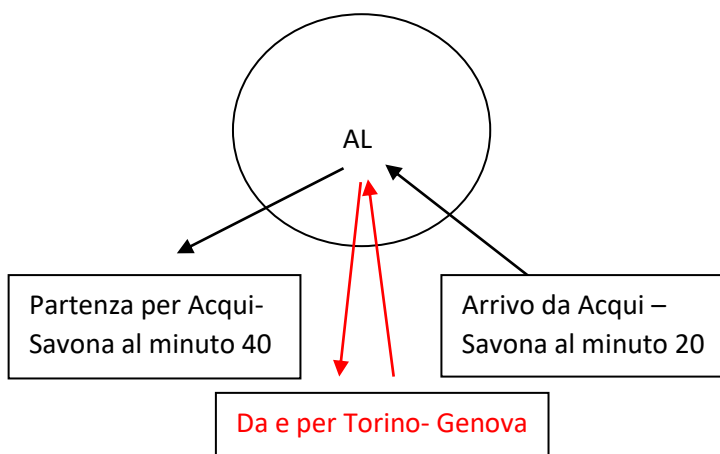 AL
Partenza per Acqui-
Savona al minuto 40
Arrivo da Acqui –
Savona al minuto 20
Da e per Torino- Genova